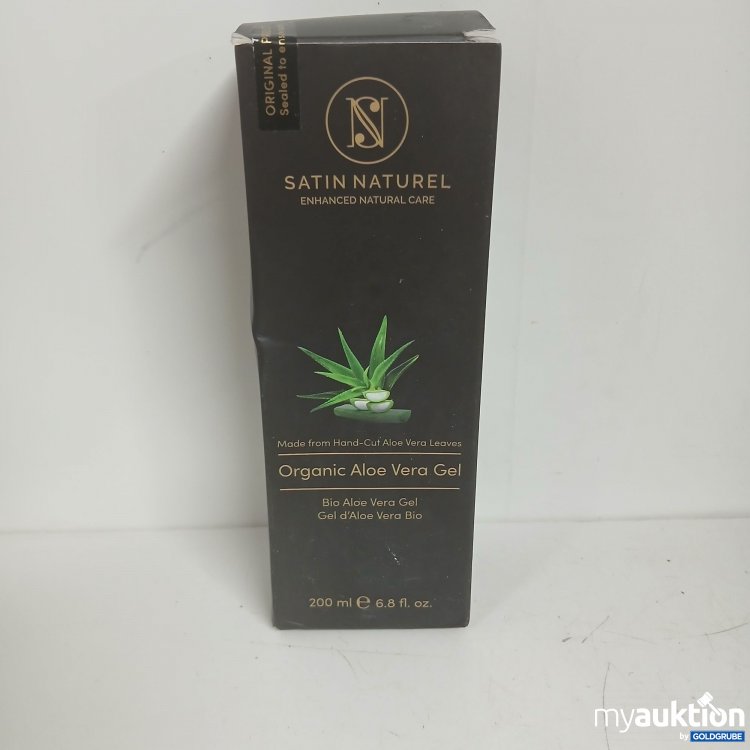 ORIGINAL
Sealed to
SATIN NATUREL
ENHANCED NATURAL CARE
Made from Hand-Cut Aloe Vera Leaves
Organic Aloe Vera Gel
Bio Aloe Vera Gel
Gel d'Aloe Vera Bio
200 ml ℮ 6.8 fl. oz.
myauktion
by GOLDGRUBE